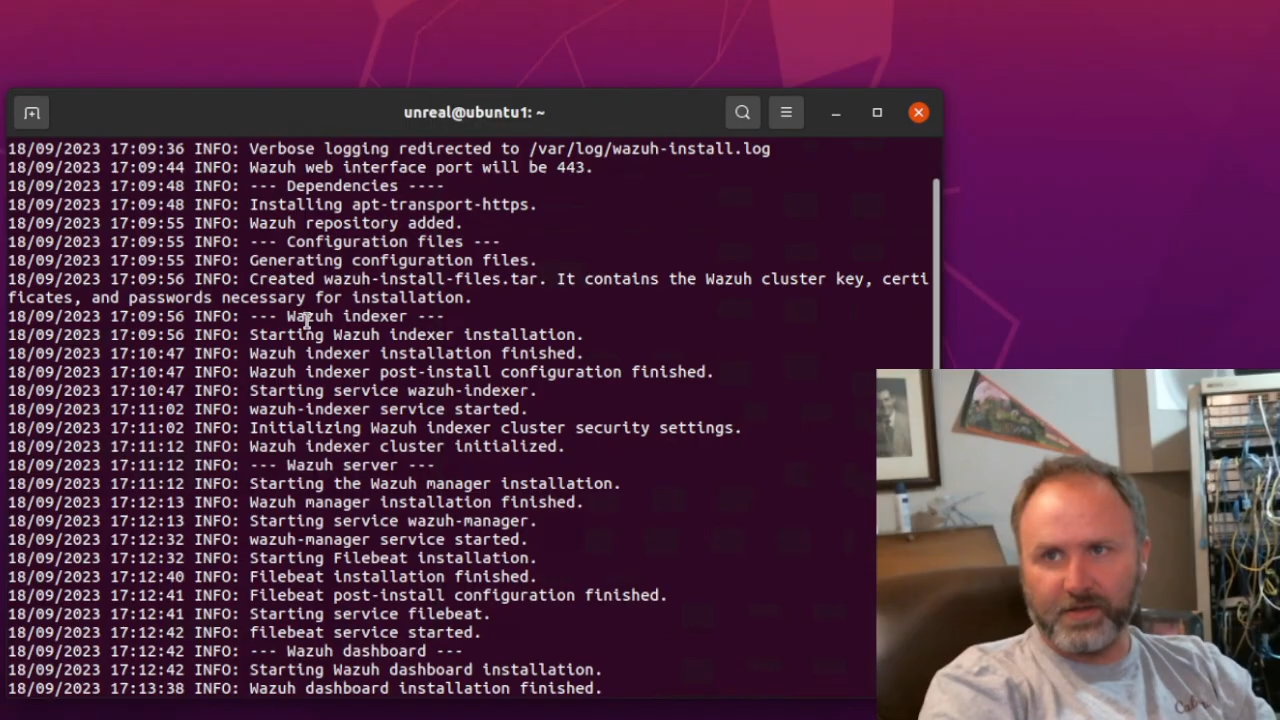 unreal@ubuntu1: ~
18/09/2023 17:09:36 INFO: Verbose logging redirected to /var/log/wazuh-install.log
18/09/2023 17:09:44 INFO: Wazuh web interface port will be 443.
18/09/2023 17:09:48 INFO: --- Dependencies ----
18/09/2023 17:09:48 INFO: Installing apt-transport-https.
18/09/2023 17:09:55 INFO: Wazuh repository added.
18/09/2023 17:09:55 INFO: --- Configuration files ---
18/09/2023 17:09:55 INFO: Generating configuration files.
18/09/2023 17:09:56 INFO: Created wazuh-install-files.tar. It contains the Wazuh cluster key, certi
ficates, and passwords necessary for installation.
18/09/2023 17:09:56 INFO: --- Wazuh indexer ---
18/09/2023 17:09:56 INFO: Starting Wazuh indexer installation.
18/09/2023 17:10:47 INFO: Wazuh indexer installation finished.
18/09/2023 17:10:47 INFO: Wazuh indexer post-install configuration finished.
18/09/2023 17:10:47 INFO: Starting service wazuh-indexer.
18/09/2023 17:11:02 INFO: wazuh-indexer service started.
18/09/2023 17:11:02 INFO: Initializing Wazuh indexer cluster security settings.
18/09/2023 17:11:12 INFO: Wazuh indexer cluster initialized.
18/09/2023 17:11:12 INFO: --- Wazuh server ---
18/09/2023 17:11:12 INFO: Starting the Wazuh manager installation.
18/09/2023 17:12:13 INFO: Wazuh manager installation finished.
18/09/2023 17:12:13 INFO: Starting service wazuh-manager.
18/09/2023 17:12:32 INFO: wazuh-manager service started.
18/09/2023 17:12:32 INFO: Starting Filebeat installation.
18/09/2023 17:12:40 INFO: Filebeat installation finished.
18/09/2023 17:12:41 INFO: Filebeat post-install configuration finished.
18/09/2023 17:12:41 INFO: Starting service filebeat.
18/09/2023 17:12:42 INFO: filebeat service started.
18/09/2023 17:12:42 INFO: --- Wazuh dashboard ---
18/09/2023 17:12:42 INFO: Starting Wazuh dashboard installation.
18/09/2023 17:13:38 INFO: Wazuh dashboard installation finished.